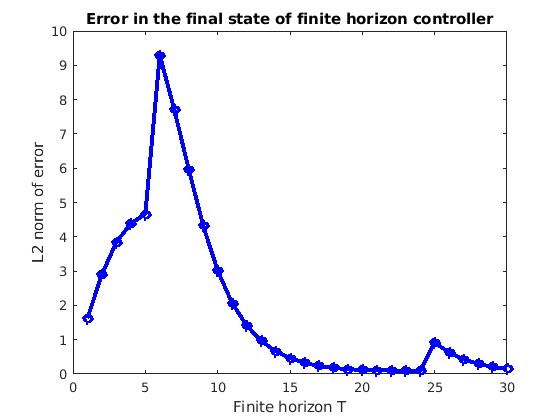 Error in the final state of finite horizon controller
10
9
8
7
6
5
4
3
2
1
0
L2 norm of error
0 5 10 15 20 25 30
Finite horizon T